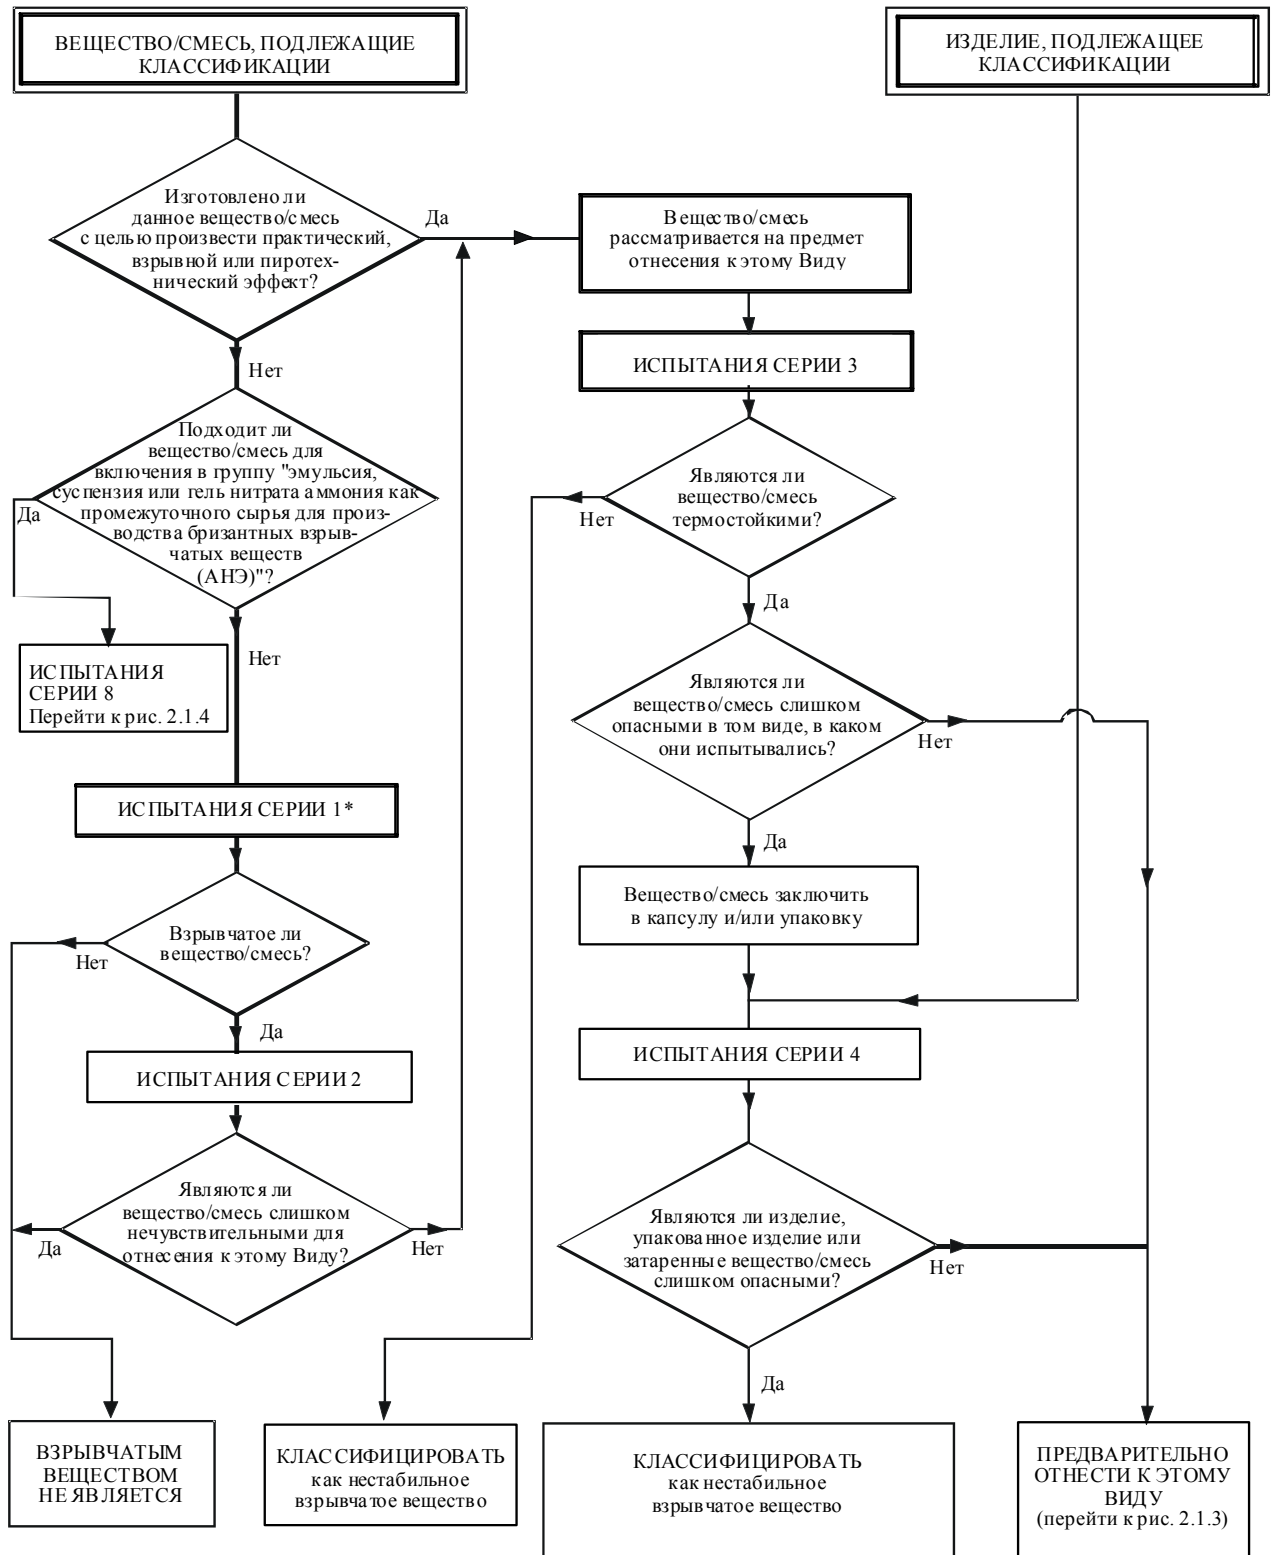 ВЕЩЕСТВО/СМЕСЬ, ПОДЛЕЖАЩИЕ
КЛАССИФИКАЦИИ
ИЗДЕЛИЕ, ПОДЛЕЖАЩЕЕ
КЛАССИФИКАЦИИ
Изготовлено ли
данное вещество/смесь
с целью произвести практический,
взрывной или пиротех-
нический эффект?
Да
Вещество/смесь
рассматривается на предмет
отнесения к этому Виду
Нет
ИСПЫТАНИЯ СЕРИИ 3
Подходит ли
вещество/смесь для
включения в группу "эмульсия,
суспензия или гель нитрата аммония как
промежуточного сырья для произ-
водства бризантных взрыв-
чатых веществ
(АНЭ)"?
Да
Являются ли
вещество/смесь
термостойкими?
Нет
Да
Нет
ИСПЫТАНИЯ
СЕРИИ 8
Перейти к рис. 2.1.4
Являются ли
вещество/смесь слишком
опасными в том виде, в каком
они испытывались?
Нет
Да
ИСПЫТАНИЯ СЕРИИ 1*
Вещество/смесь заключить
в капсулу и/или упаковку
Взрывчатое ли
вещество/смесь?
Нет
Да
ИСПЫТАНИЯ СЕРИИ 4
ИСПЫТАНИЯ СЕРИИ 2
Являются ли
вещество/смесь слишком
нечувствительными для
отнесения к этому Виду?
Да
Нет
Являются ли изделие,
упакованное изделие или
затаренные вещество/смесь
слишком опасными?
Нет
Да
ВЗРЫВЧАТЫМ
ВЕЩЕСТВОМ
НЕ ЯВЛЯЕТСЯ
КЛАССИФИЦИРОВАТЬ
как нестабильное
взрывчатое вещество
КЛАССИФИЦИРОВАТЬ
как нестабильное
взрывчатое вещество
ПРЕДВАРИТЕЛЬНО
ОТНЕСТИ К ЭТОМУ
ВИДУ
(перейти к рис. 2.1.3)